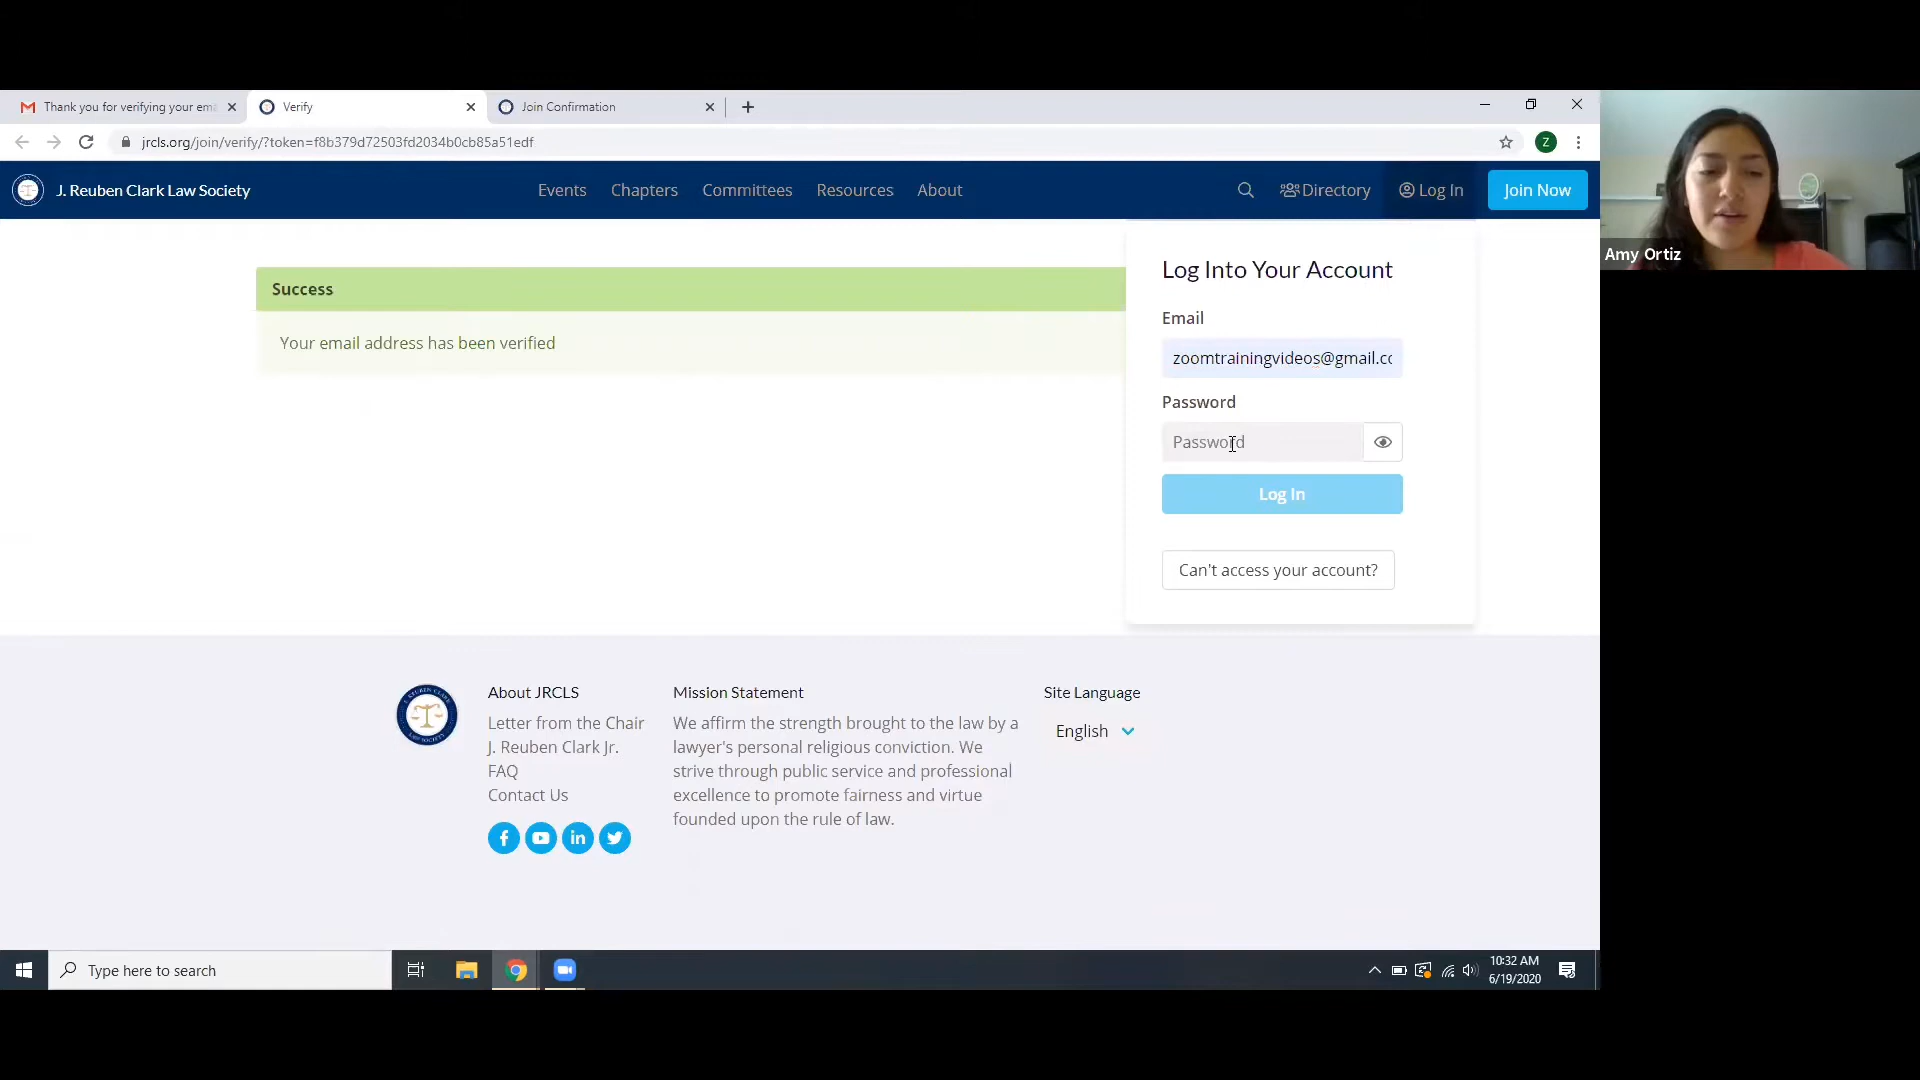 Thank you for verifying your ema
Verify
Join Confirmation
jrcls.org/join/verify/?token=f8b379d72503fd2034b0cb85a51edf
Z
J. Reuben Clark Law Society
Events
Chapters
Committees
Resources
About
Directory
Log In
Join Now
Amy Ortiz
Success
Your email address has been verified
Log Into Your Account
Email
zoomtrainingvideos@gmail.cc
Password
Password
Log In
Can't access your account?
About JRCLS
Letter from the Chair
J. Reuben Clark Jr.
FAQ
Contact Us
Mission Statement
We affirm the strength brought to the law by a
lawyer's personal religious conviction. We
strive through public service and professional
excellence to promote fairness and virtue
founded upon the rule of law.
Site Language
English
Type here to search
10:32 AM
6/19/2020